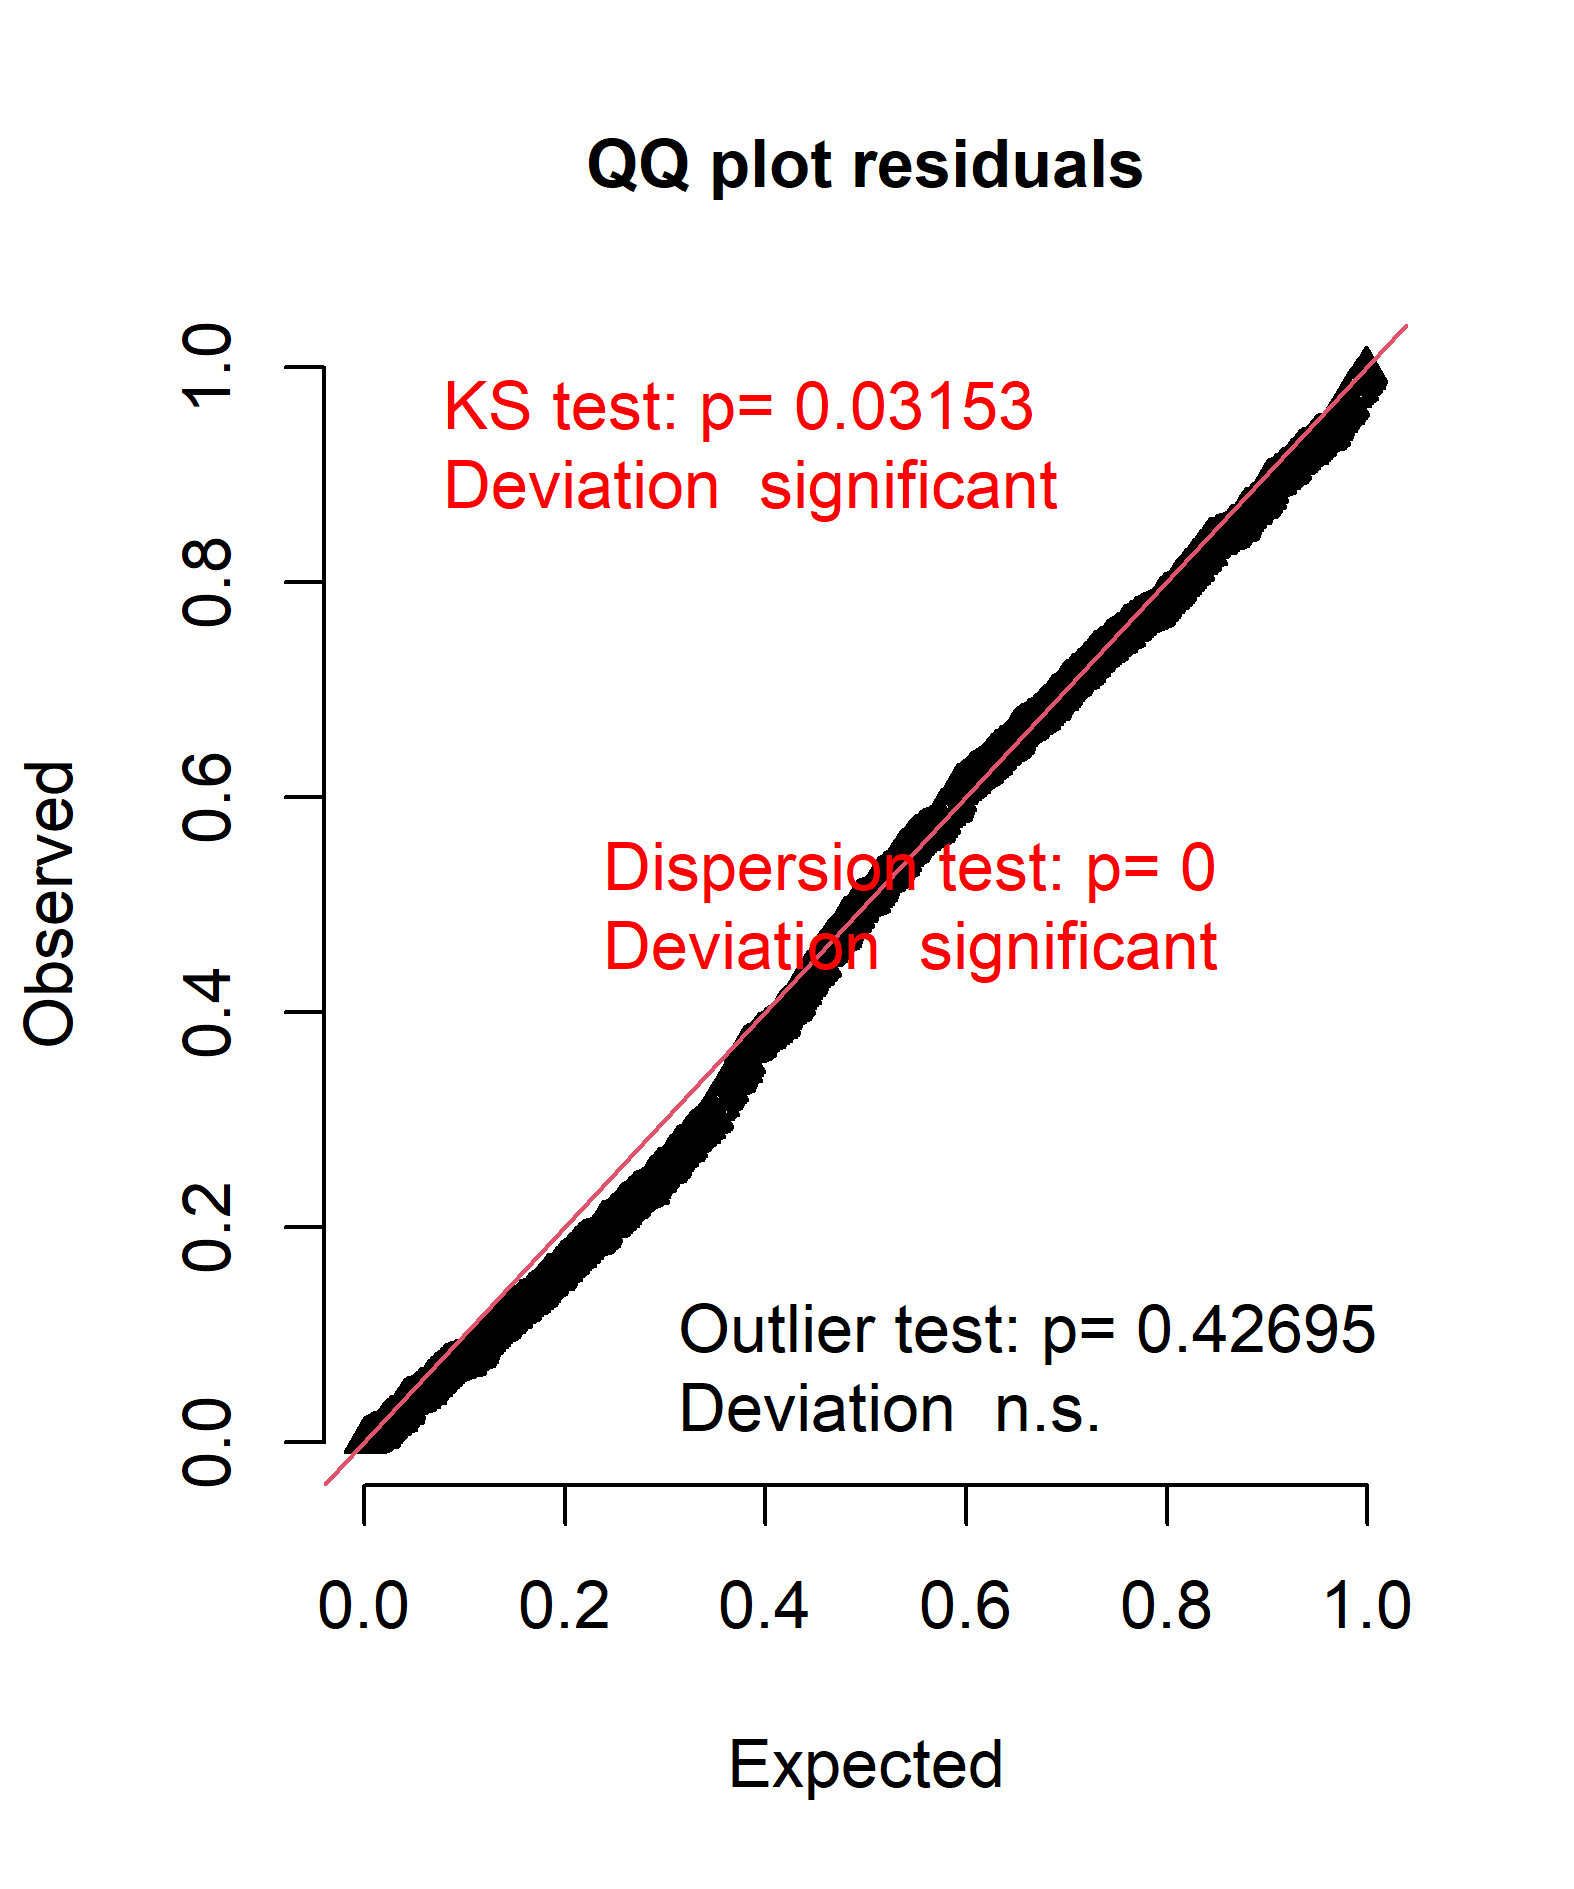 QQ plot residuals
KS test: p= 0.03153
Deviation  significant
Dispersion test: p= 0
Deviation  significant
Outlier test: p= 0.42695
Deviation  n.s.
Observed
1.0
0.8
0.6
0.4
0.2
0.0
0.0 0.2 0.4 0.6 0.8 1.0
Expected